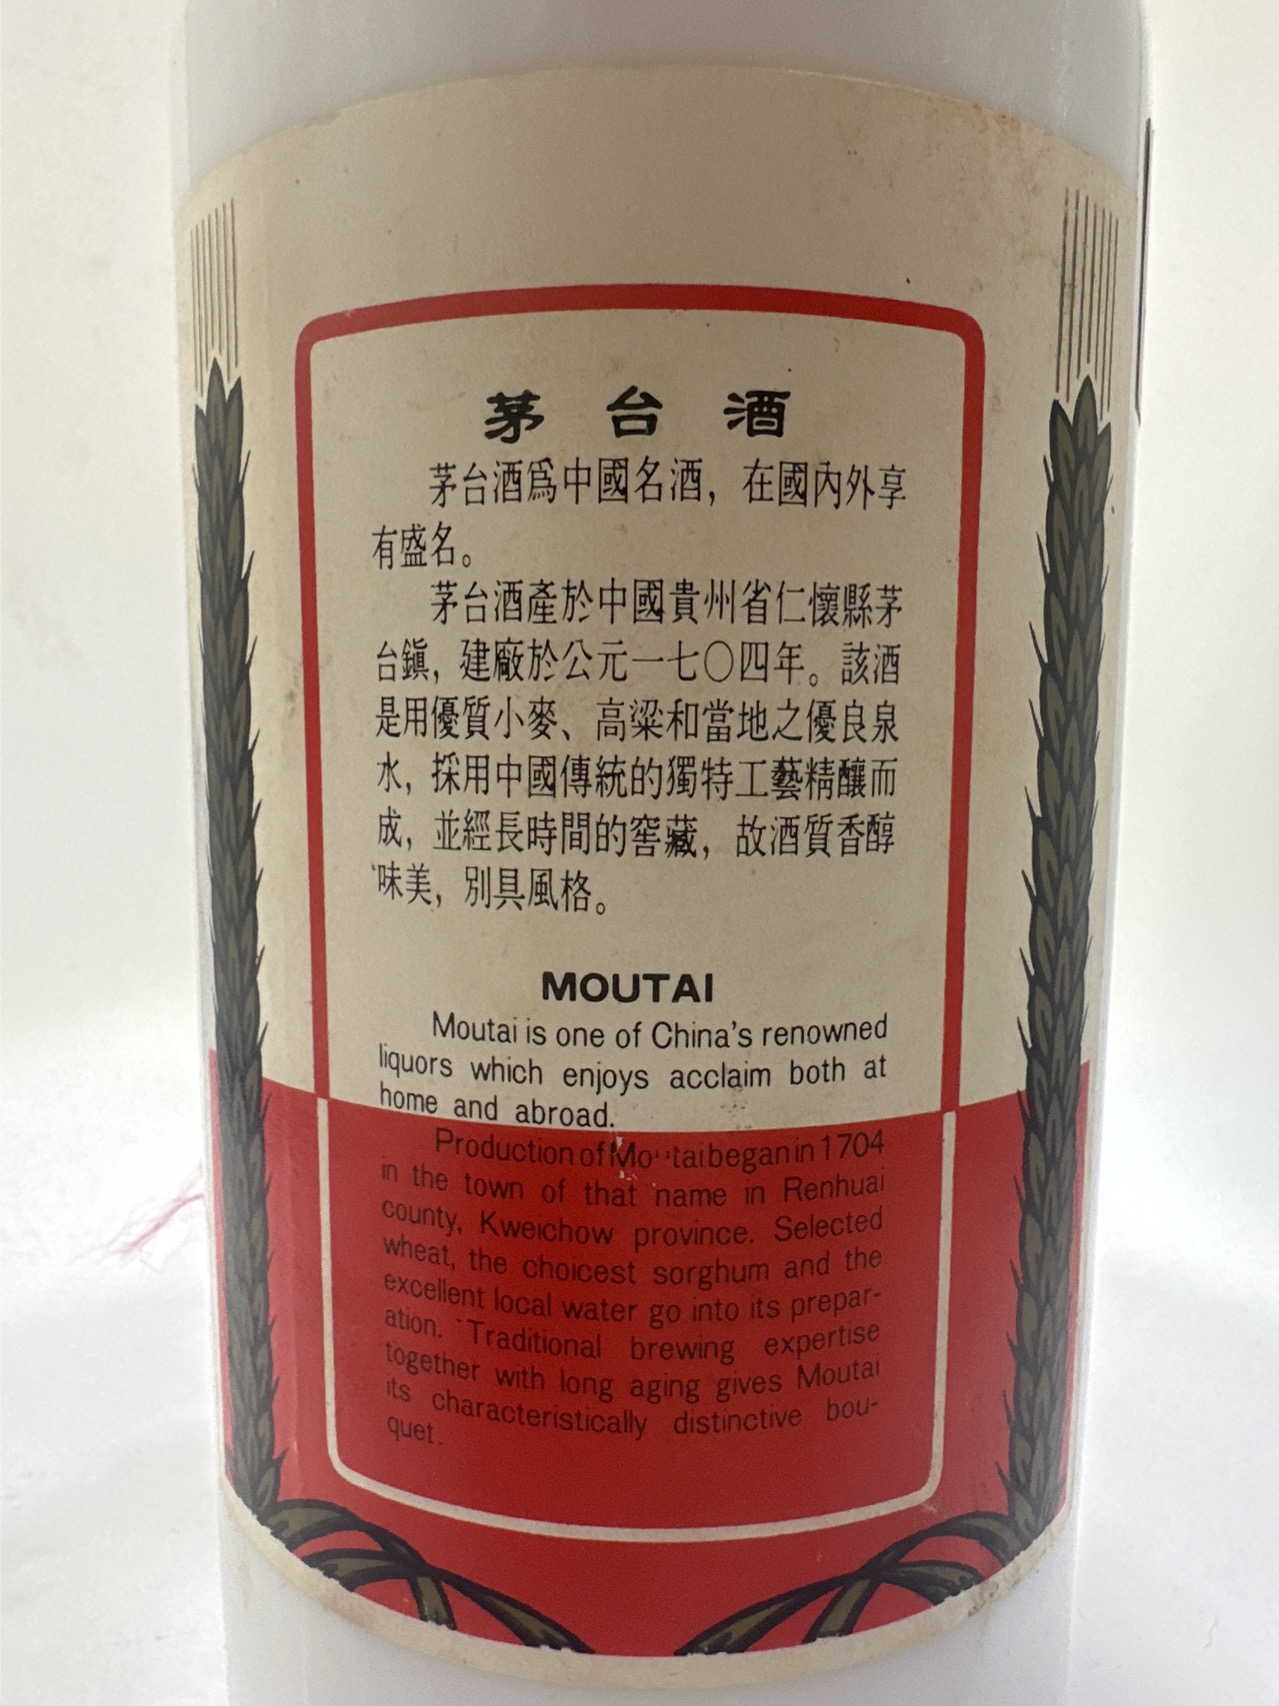 茅台酒
茅台酒爲中國名酒，在國內外享
有盛名。
茅台酒產於中國貴州省仁懷縣茅
台鎭，建廠於公元一七〇四年。該酒
是用優質小麥、高粱和當地之優良泉
水，採用中國傳統的獨特工藝精釀而
成，並經長時間的窖藏，故酒質香醇
味美，別具風格。
MOUTAI
Moutai is one of China's renowned
liquors which enjoys acclaim both at
home and abroad.
Production of Moutai began in 1704
in the town of that name in Renhuai
county, Kweichow province. Selected
wheat, the choicest sorghum and the
excellent local water go into its prepar-
ation. Traditional brewing expertise
together with long aging gives Moutai
its characteristically distinctive bou-
quet.